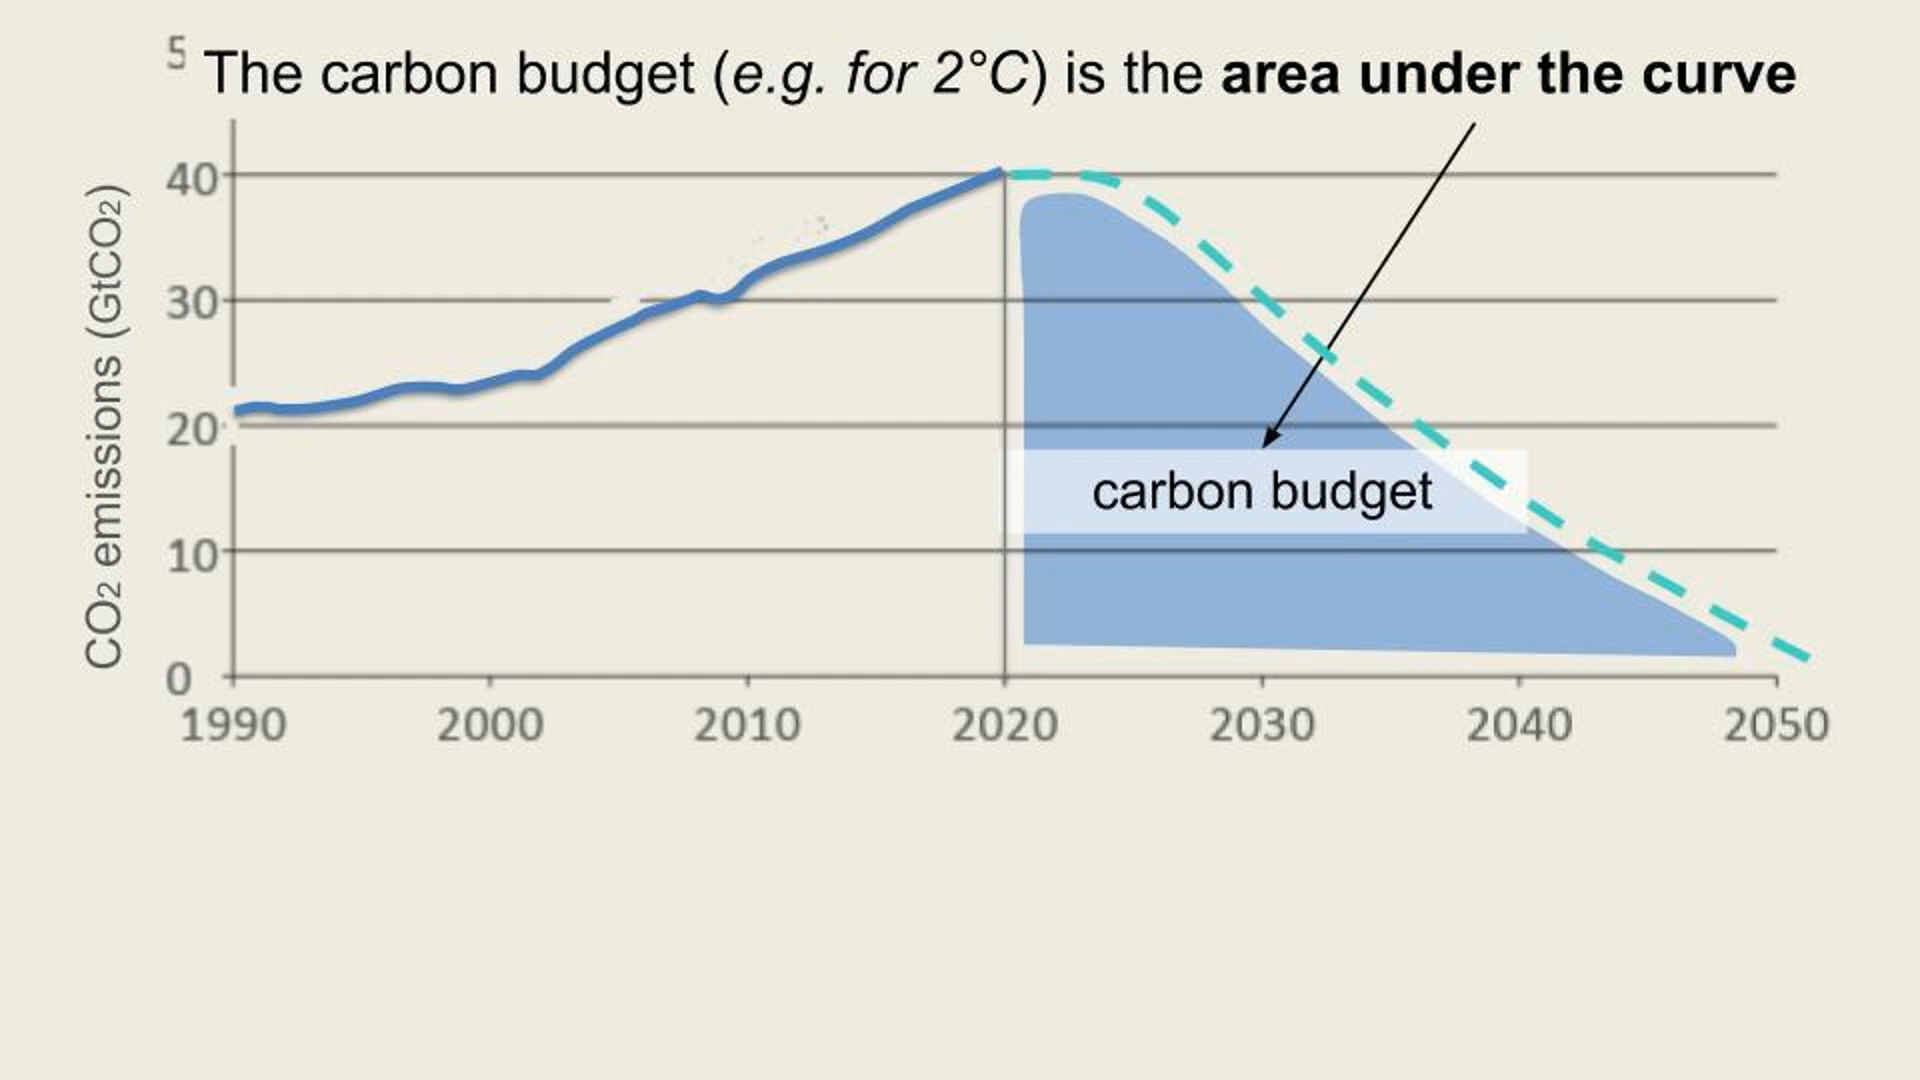 5
The carbon budget (e.g. for 2°C) is the area under the curve
40
30
20
10
0
CO2 emissions (GtCO2)
carbon budget
1990 2000 2010 2020 2030 2040 2050